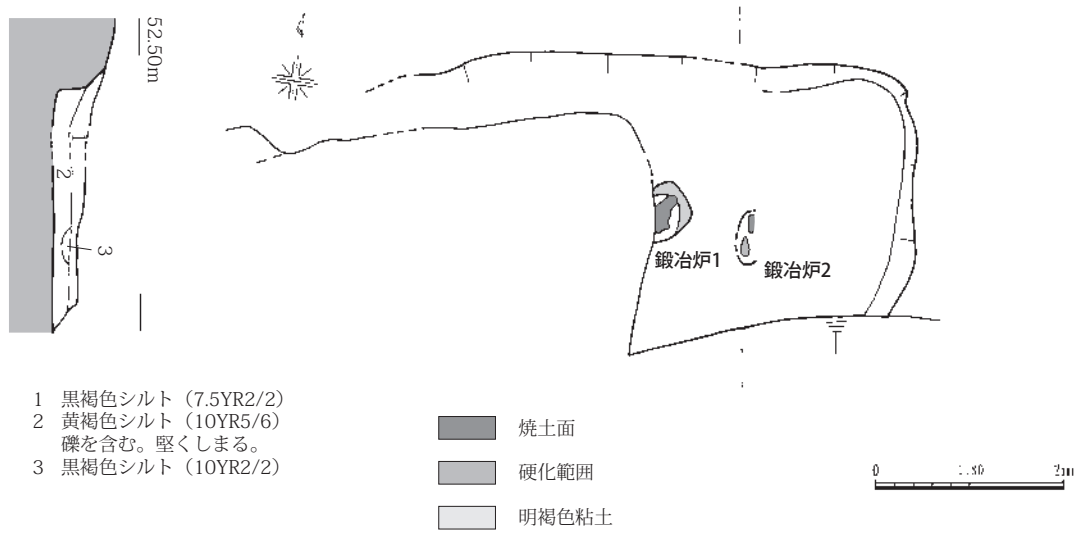 52.50m
1
2
3
鍛冶炉1
鍛冶炉2
1 黒褐色シルト（7.5YR2/2）
2 黄褐色シルト（10YR5/6）
礫を含む。堅くしまる。
3 黒褐色シルト（10YR2/2）
焼土面
硬化範囲
明褐色粘土
0 2m